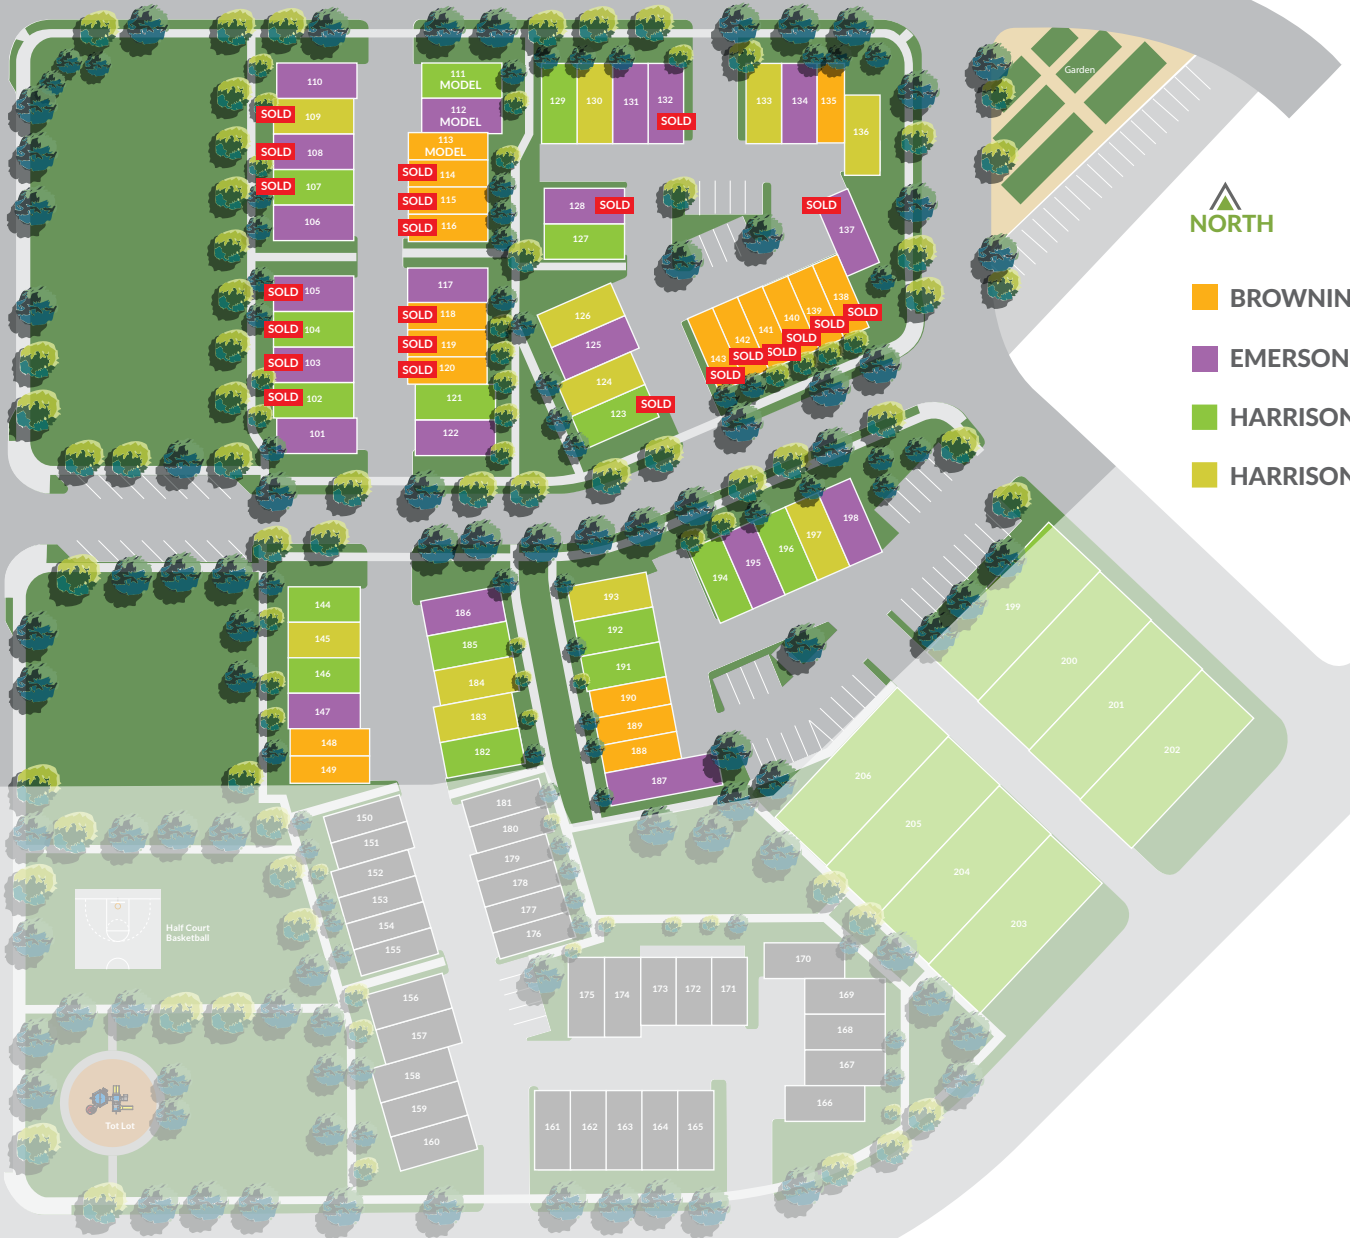 110
SOLD 109
SOLD 108
SOLD 107
106
SOLD 105
SOLD 104
SOLD 103
SOLD 102
101
111
MODEL
112
MODEL
113
MODEL
SOLD 114
SOLD 115
SOLD 116
117
SOLD 118
SOLD 119
SOLD 120
121
122
129 130 131 132
SOLD
128 SOLD
127
126
125
124
123 SOLD
133 134 135 136
SOLD
137
138
139
140
141
142
143
SOLD
SOLD
SOLD
SOLD
SOLD
SOLD
Garden
NORTH
BROWNIN
EMERSON
HARRISON
HARRISON
144
145
146
147
148
149
186
185
184
183
182
193
192
191
190
189
188
187
194 195 196 197 198
199
200
201
202
206
205
204
203
150
151
152
153
154
155
156
157
158
159
160
181
180
179
178
177
176
175 174 173 172 171
170
169
168
167
166
161 162 163 164 165
Half Court
Basketball
Tot Lot